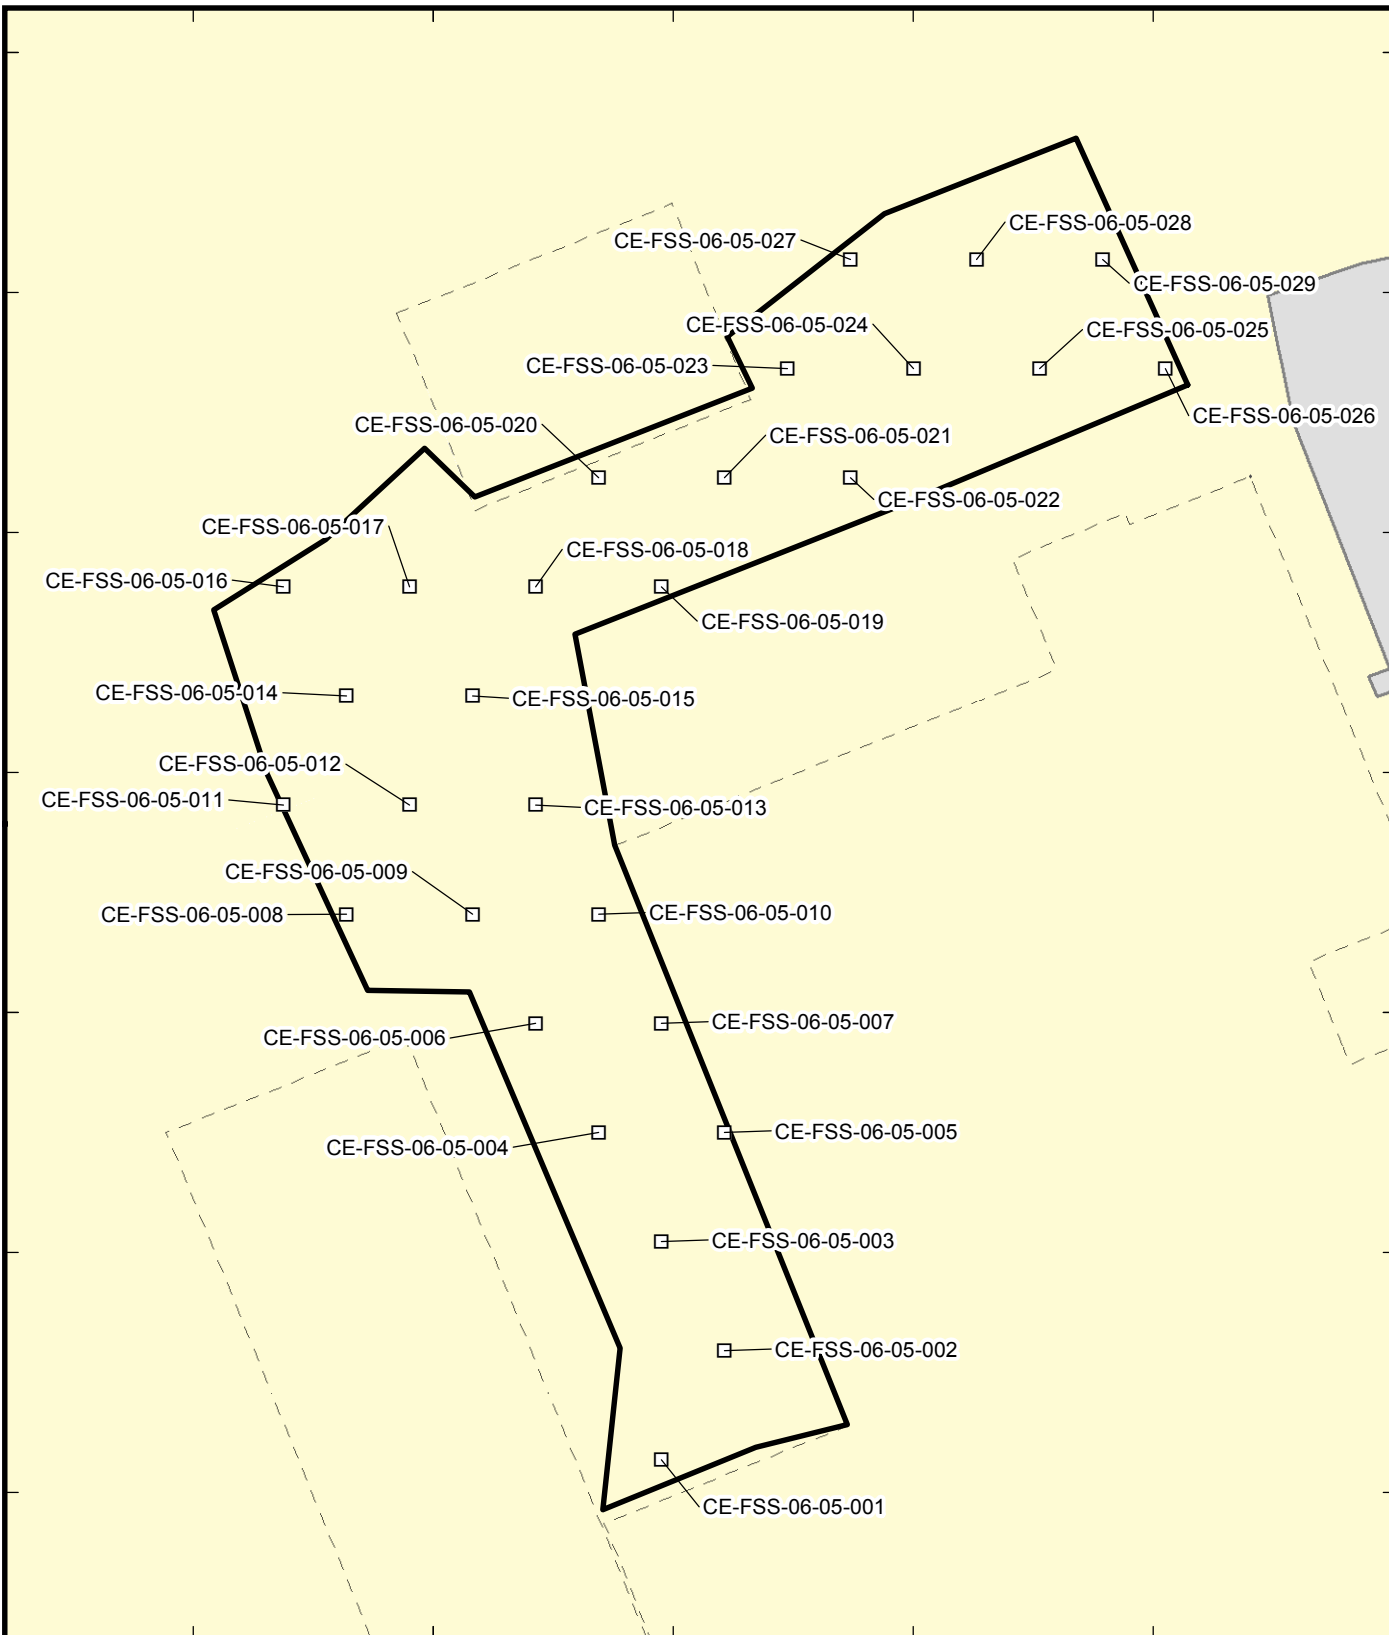 CE-FSS-06-05-028
CE-FSS-06-05-027
CE-FSS-06-05-029
CE-FSS-06-05-024
CE-FSS-06-05-025
CE-FSS-06-05-023
CE-FSS-06-05-026
CE-FSS-06-05-020
CE-FSS-06-05-021
CE-FSS-06-05-022
CE-FSS-06-05-017
CE-FSS-06-05-018
CE-FSS-06-05-016
CE-FSS-06-05-019
CE-FSS-06-05-014
CE-FSS-06-05-015
CE-FSS-06-05-012
CE-FSS-06-05-011
CE-FSS-06-05-013
CE-FSS-06-05-009
CE-FSS-06-05-008
CE-FSS-06-05-010
CE-FSS-06-05-007
CE-FSS-06-05-006
CE-FSS-06-05-005
CE-FSS-06-05-004
CE-FSS-06-05-003
CE-FSS-06-05-002
CE-FSS-06-05-001